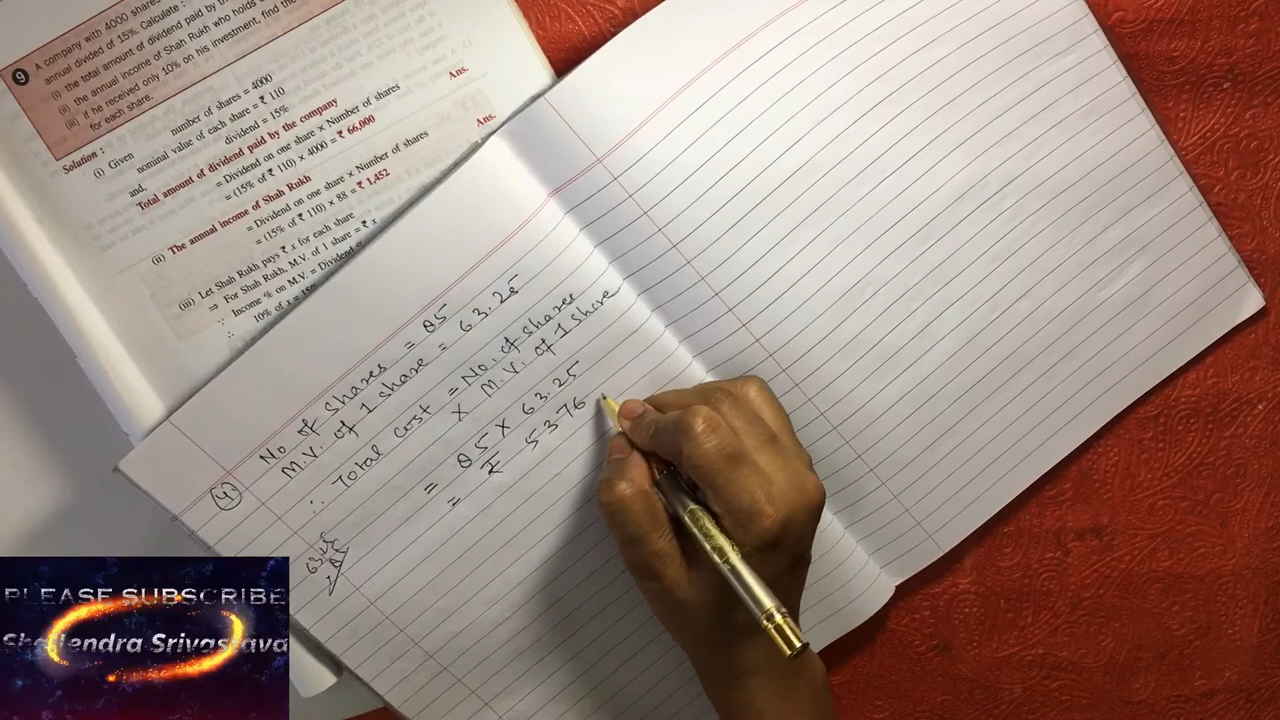 9 A company with 4000 shares
annual divided of 15%. Calculate :
(i) the total amount of dividend paid by the
(ii) the annual income of Shah Rukh who holds
(iii) if he received only 10% on his investment, find the
for each share.
Solution :
(i) Given number of shares = 4000
nominal value of each share = ₹ 110
and, dividend = 15%
Total amount of dividend paid by the company
= Dividend on one share × Number of shares
= (15% of ₹ 110) × 4000 = ₹ 66,000 Ans.
(ii) The annual income of Shah Rukh
= Dividend on one share × Number of shares
= (15% of ₹ 110) × 88 = ₹ 1,452 Ans.
(iii) Let Shah Rukh pays ₹ x for each share
⇒ For Shah Rukh, M.V. of 1 share = ₹ x
∴ Income % on M.V. = Dividend
∴ 10% of x = 15%
4. No of shares = 85
M.V. of 1 share = 63.25
∴ Total cost = No. of shares
× M.V. of 1 share
= 85 × 63.25
= ₹ 5376
PLEASE SUBSCRIBE
Shailendra Srivastava